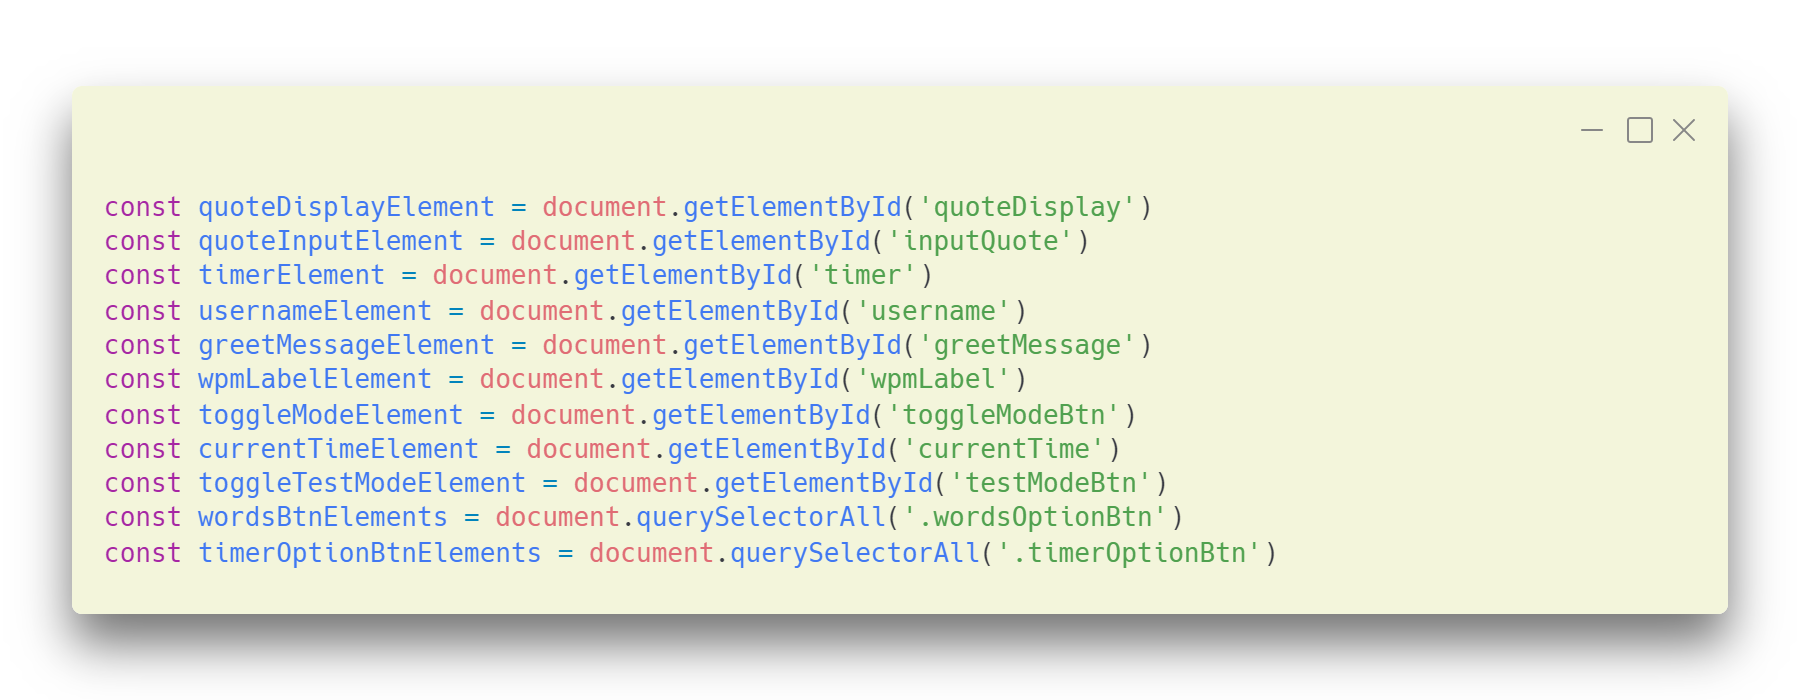 const quoteDisplayElement = document.getElementById('quoteDisplay')
const quoteInputElement = document.getElementById('inputQuote')
const timerElement = document.getElementById('timer')
const usernameElement = document.getElementById('username')
const greetMessageElement = document.getElementById('greetMessage')
const wpmLabelElement = document.getElementById('wpmLabel')
const toggleModeElement = document.getElementById('toggleModeBtn')
const currentTimeElement = document.getElementById('currentTime')
const toggleTestModeElement = document.getElementById('testModeBtn')
const wordsBtnElements = document.querySelectorAll('.wordsOptionBtn')
const timerOptionBtnElements = document.querySelectorAll('.timerOptionBtn')